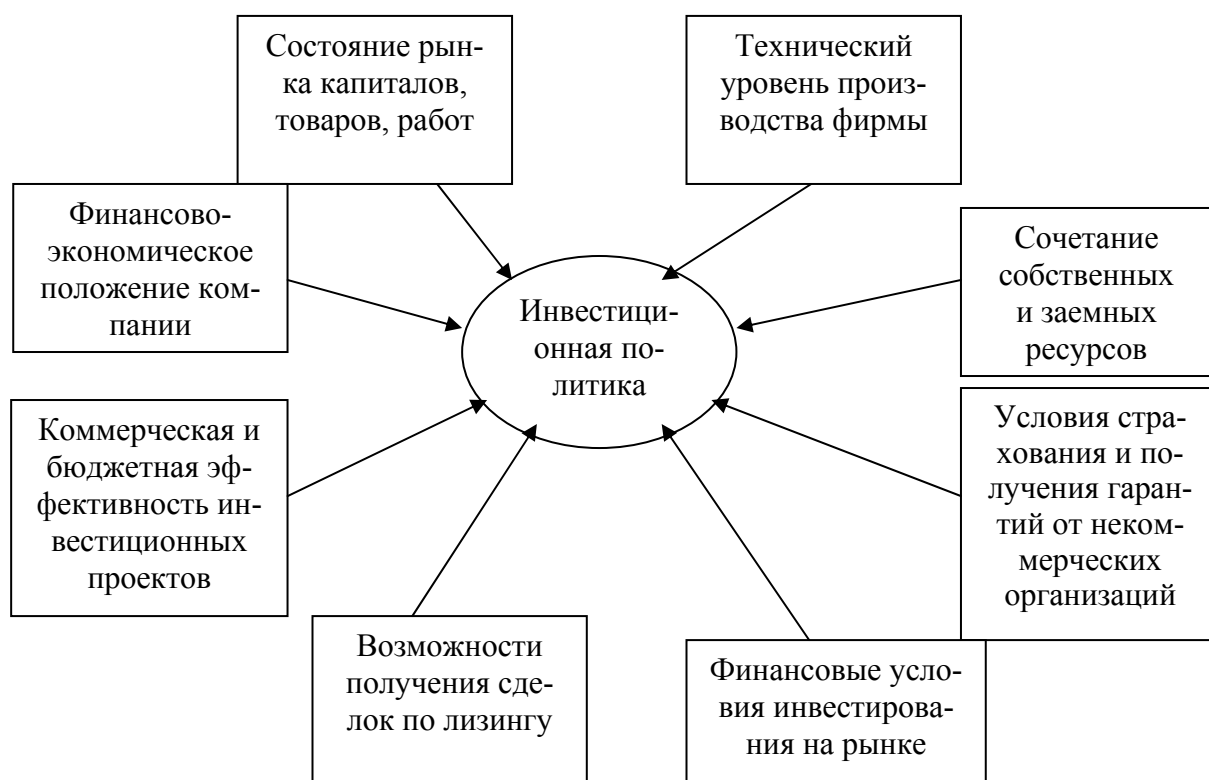 Состояние рын-
ка капиталов,
товаров, работ
Технический
уровень произ-
водства фирмы
Финансово-
экономическое
положение ком-
пании
Сочетание
собственных
и заемных
ресурсов
Инвестици-
онная по-
литика
Коммерческая и
бюджетная эф-
фективность ин-
вестиционных
проектов
Условия стра-
хования и по-
лучения гаран-
тий от неком-
мерческих
организаций
Возможности
получения сде-
лок по лизингу
Финансовые усло-
вия инвестирова-
ния на рынке